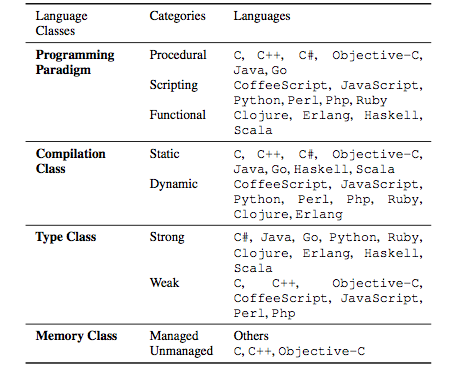 Language Classes Categories Languages
Programming Paradigm Procedural C, C++, C#, Objective-C,
Java, Go
Scripting CoffeeScript, JavaScript,
Python, Perl, Php, Ruby
Functional Clojure, Erlang, Haskell,
Scala
Compilation Class Static C, C++, C#, Objective-C,
Java, Go, Haskell, Scala
Dynamic CoffeeScript, JavaScript,
Python, Perl, Php, Ruby,
Clojure, Erlang
Type Class Strong C#, Java, Go, Python, Ruby,
Clojure, Erlang, Haskell,
Scala
Weak C, C++, Objective-C,
CoffeeScript, JavaScript,
Perl, Php
Memory Class Managed Others
Unmanaged C, C++, Objective-C